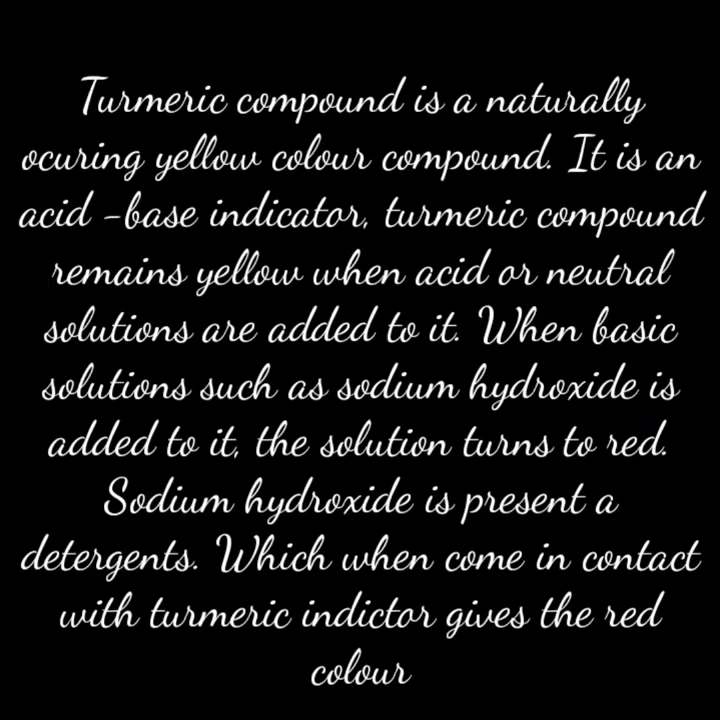 Turmeric compound is a naturally
ocuring yellow colour compound. It is an
acid -base indicator, turmeric compound
remains yellow when acid or neutral
solutions are added to it. When basic
solutions such as sodium hydroxide is
added to it, the solution turns to red.
Sodium hydroxide is present a
detergents. Which when come in contact
with turmeric indictor gives the red
colour